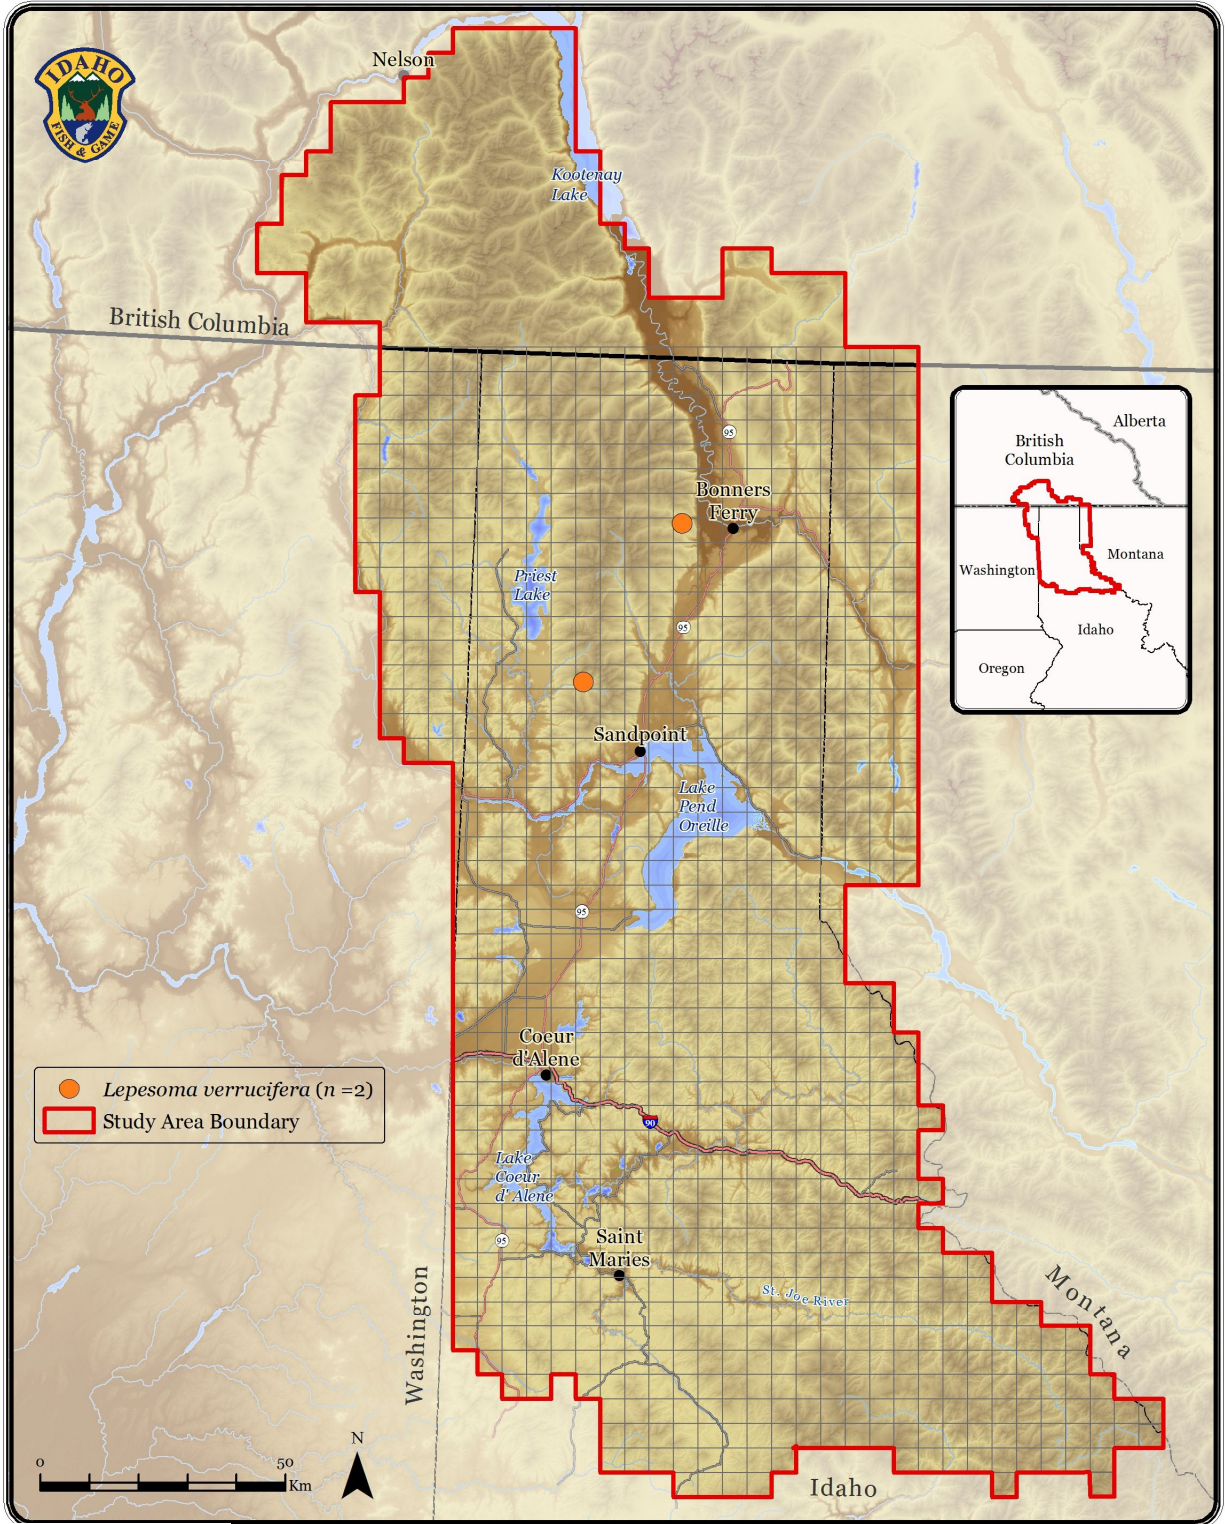 IDAHO
FISH & GAME
Nelson
Kootenay
Lake
British Columbia
95
Bonners
Ferry
Priest
Lake
95
Sandpoint
Lake
Pend
Oreille
95
Coeur
d'Alene
90
Lake
Coeur
d' Alene
95
Saint
Maries
St. Joe River
Washington
Montana
Idaho
Alberta
British
Columbia
Washington
Montana
Idaho
Oregon
Lepesoma verrucifera (n =2)
Study Area Boundary
0 50
Km
N